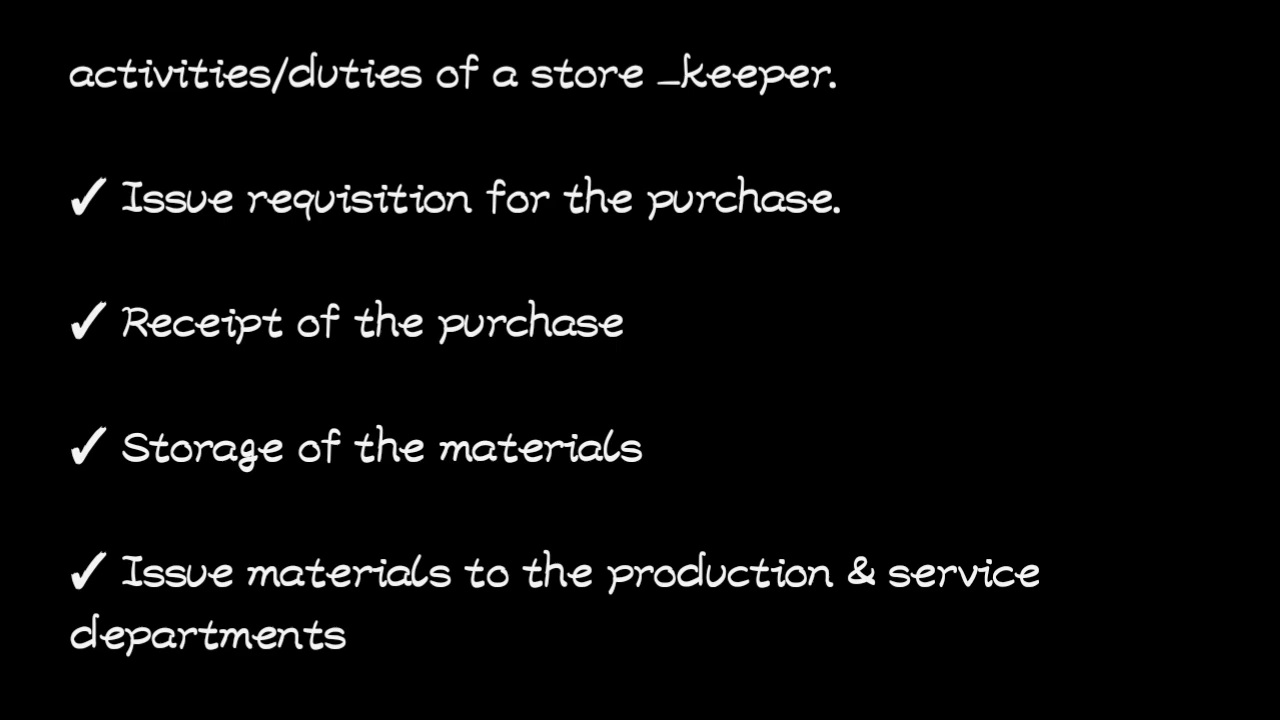 activities/duties of a store _keeper.
✓ Issue requisition for the purchase.
✓ Receipt of the purchase
✓ Storage of the materials
✓ Issue materials to the production & service
departments